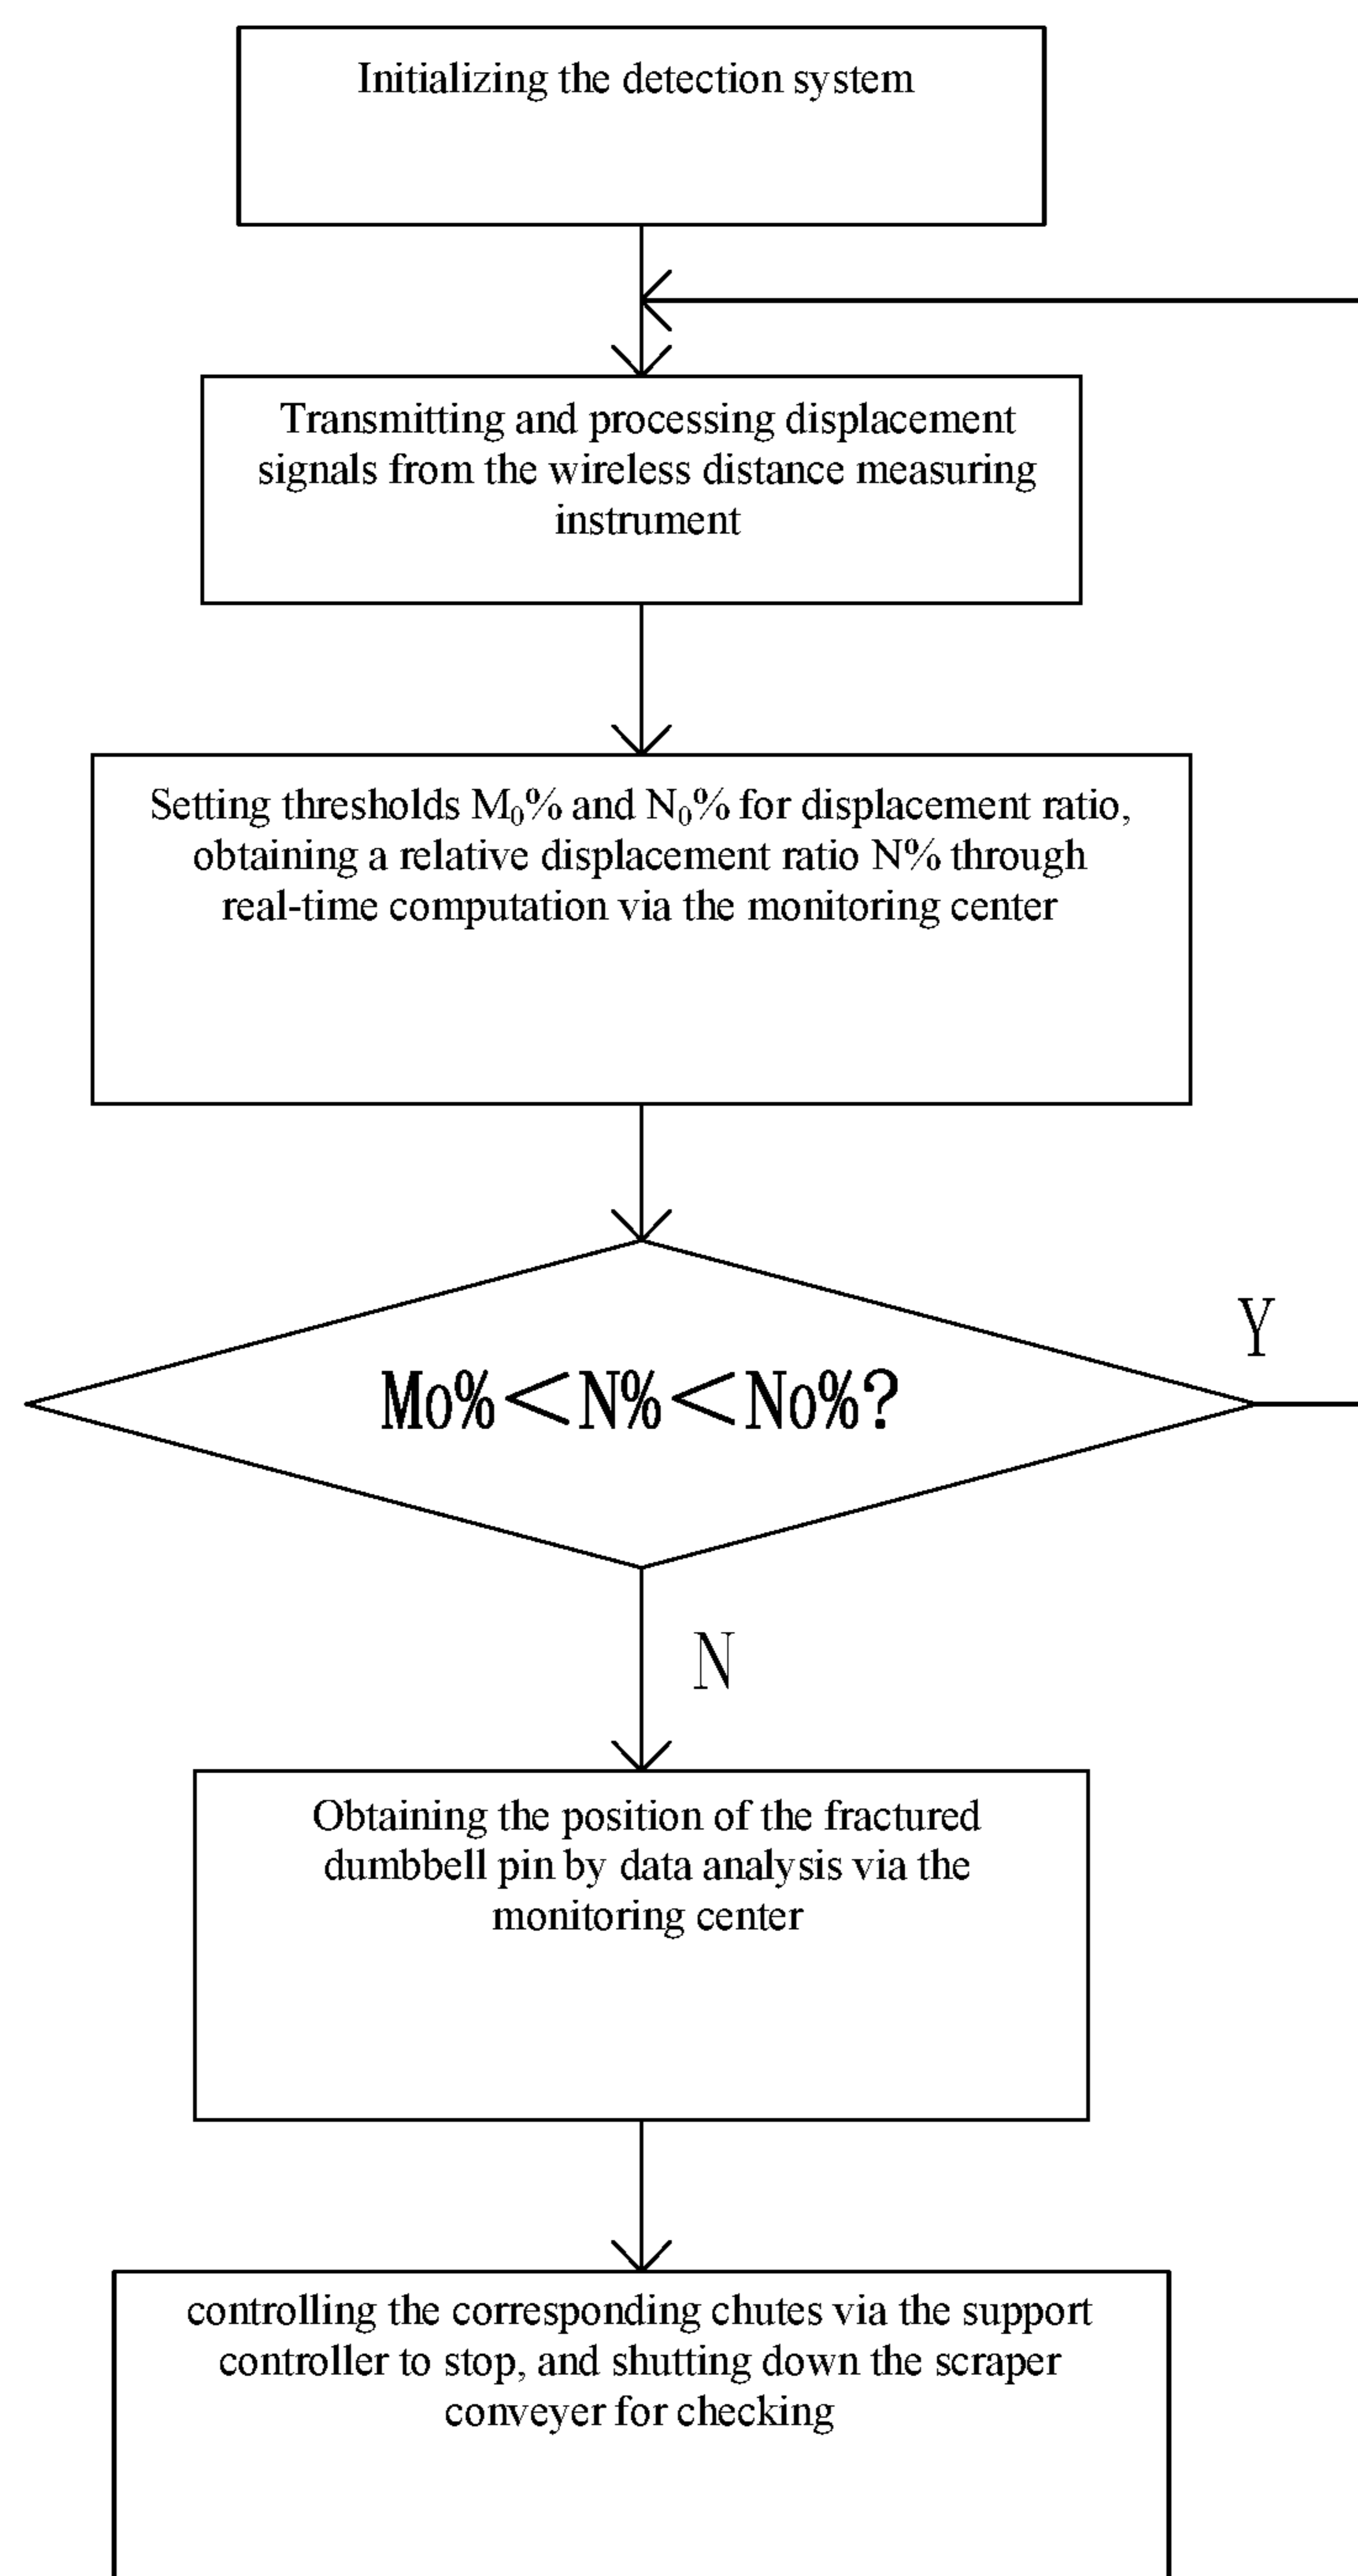 Initializing the detection system
Transmitting and processing displacement
signals from the wireless distance measuring
instrument
Setting thresholds M₀% and N₀% for displacement ratio,
obtaining a relative displacement ratio N% through
real-time computation via the monitoring center
Mo%<N%<No%?
Y
N
Obtaining the position of the fractured
dumbbell pin by data analysis via the
monitoring center
controlling the corresponding chutes via the support
controller to stop, and shutting down the scraper
conveyer for checking